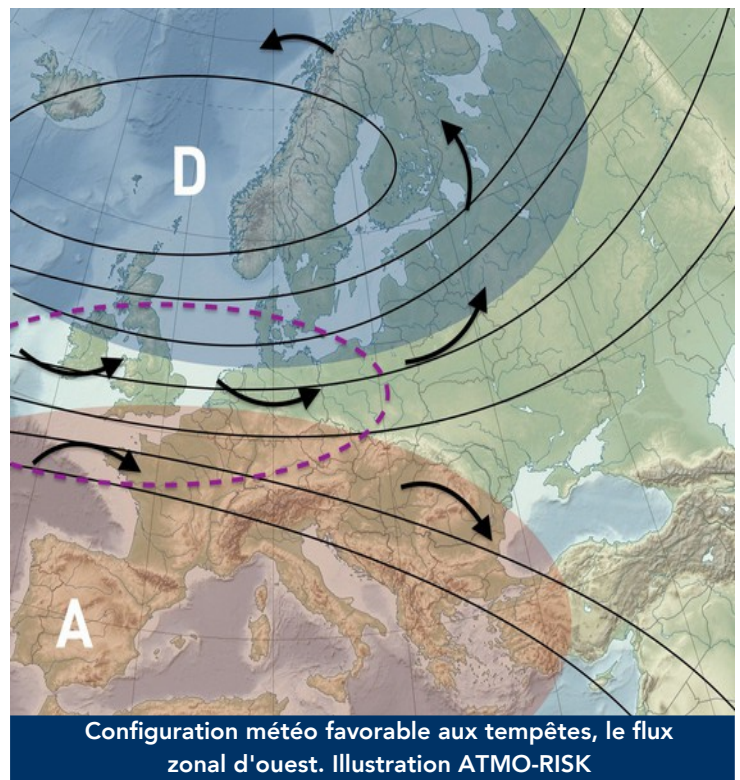 D
A
Configuration météo favorable aux tempêtes, le flux
zonal d'ouest. Illustration ATMO-RISK